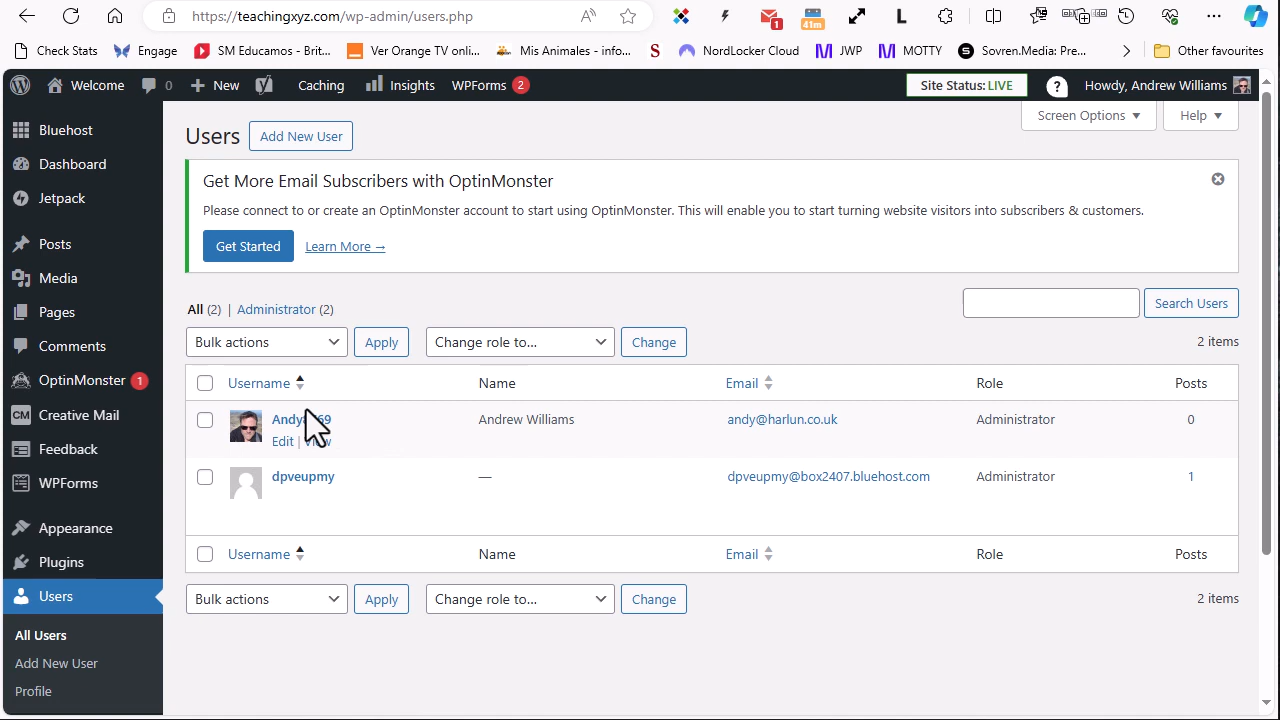 https://teachingxyz.com/wp-admin/users.php
1
41m
Check Stats
Engage
SM Educamos - Brit...
Ver Orange TV onlin...
Mis Animales - info...
NordLocker Cloud
JWP
MOTTY
Sovren.Media-Pre...
Other favourites
Welcome
0
New
Caching
Insights
WPForms 2
Site Status: LIVE
Howdy, Andrew Williams
Bluehost
Dashboard
Jetpack
Posts
Media
Pages
Comments
OptinMonster 1
CM Creative Mail
Feedback
WPForms
Appearance
Plugins
Users
All Users
Add New User
Profile
Screen Options
Help
Users
Add New User
Get More Email Subscribers with OptinMonster
Please connect to or create an OptinMonster account to start using OptinMonster. This will enable you to start turning website visitors into subscribers & customers.
Get Started
Learn More →
All (2) | Administrator (2)
Search Users
Bulk actions
Apply
Change role to...
Change
2 items
Username
Name
Email
Role
Posts
Andrew Williams
andy@harlun.co.uk
Administrator
0
Edit |
dpveupmy
—
dpveupmy@box2407.bluehost.com
Administrator
1
Username
Name
Email
Role
Posts
Bulk actions
Apply
Change role to...
Change
2 items